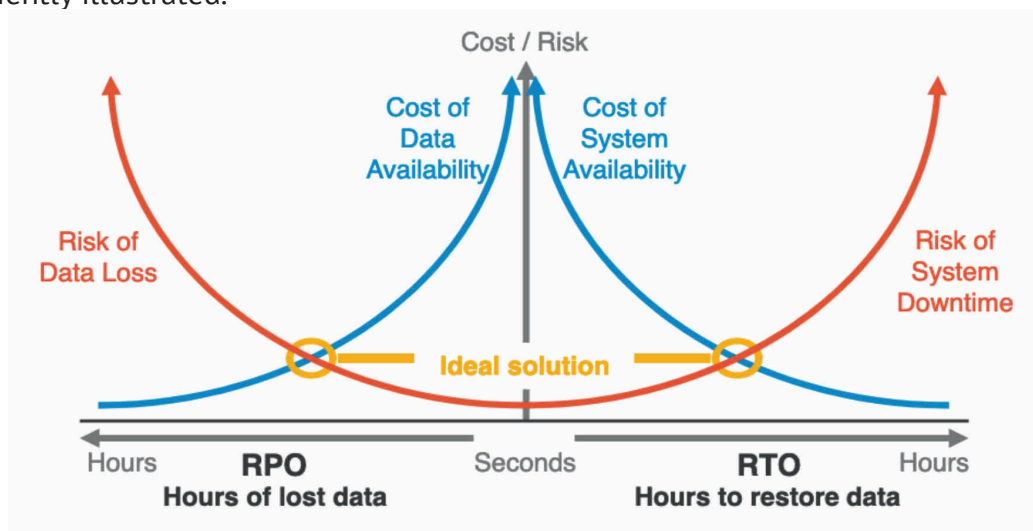 illustrated.
Cost / Risk
Cost of
Data
Availability
Cost of
System
Availability
Risk of
Data Loss
Risk of
System
Downtime
Ideal solution
Hours
RPO
Seconds
RTO
Hours
Hours of lost data
Hours to restore data